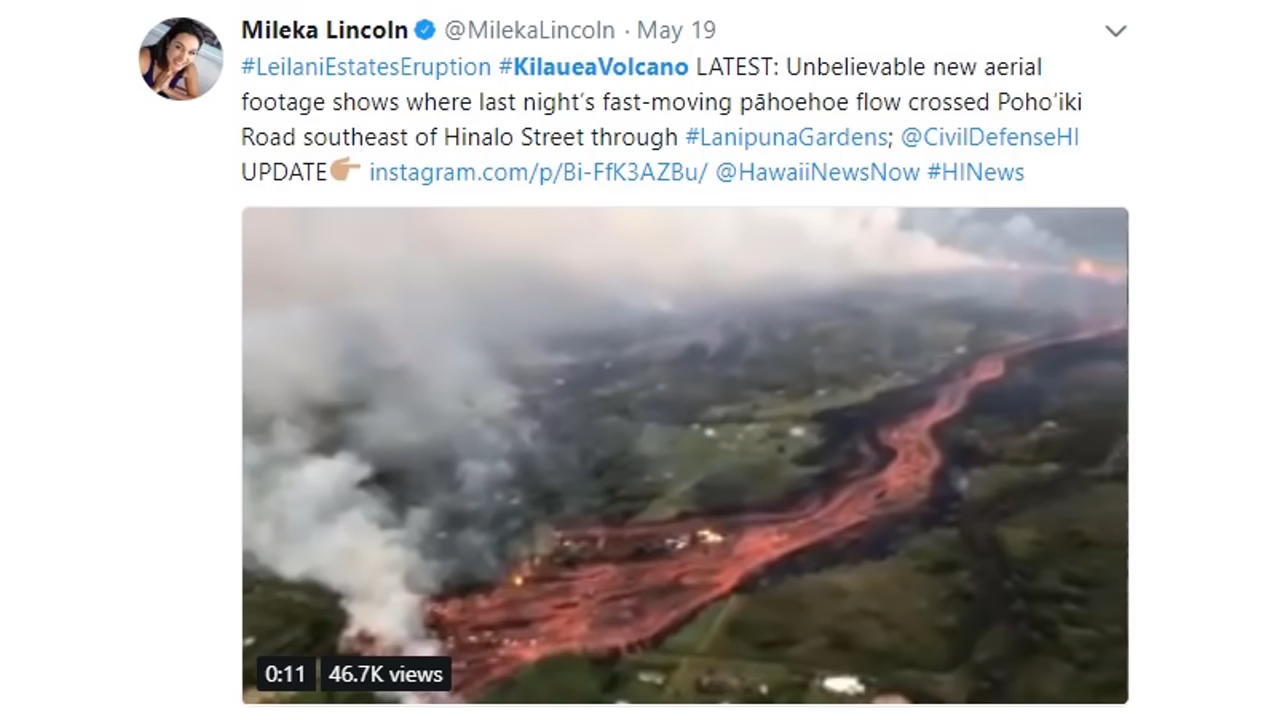 Mileka Lincoln @MilekaLincoln · May 19
#LeilaniEstatesEruption #KilaueaVolcano LATEST: Unbelievable new aerial
footage shows where last night's fast-moving pāhoehoe flow crossed Poho'iki
Road southeast of Hinalo Street through #LanipunaGardens; @CivilDefenseHI
UPDATE👉🏽 instagram.com/p/Bi-FfK3AZBu/ @HawaiiNewsNow #HINews
0:11 46.7K views